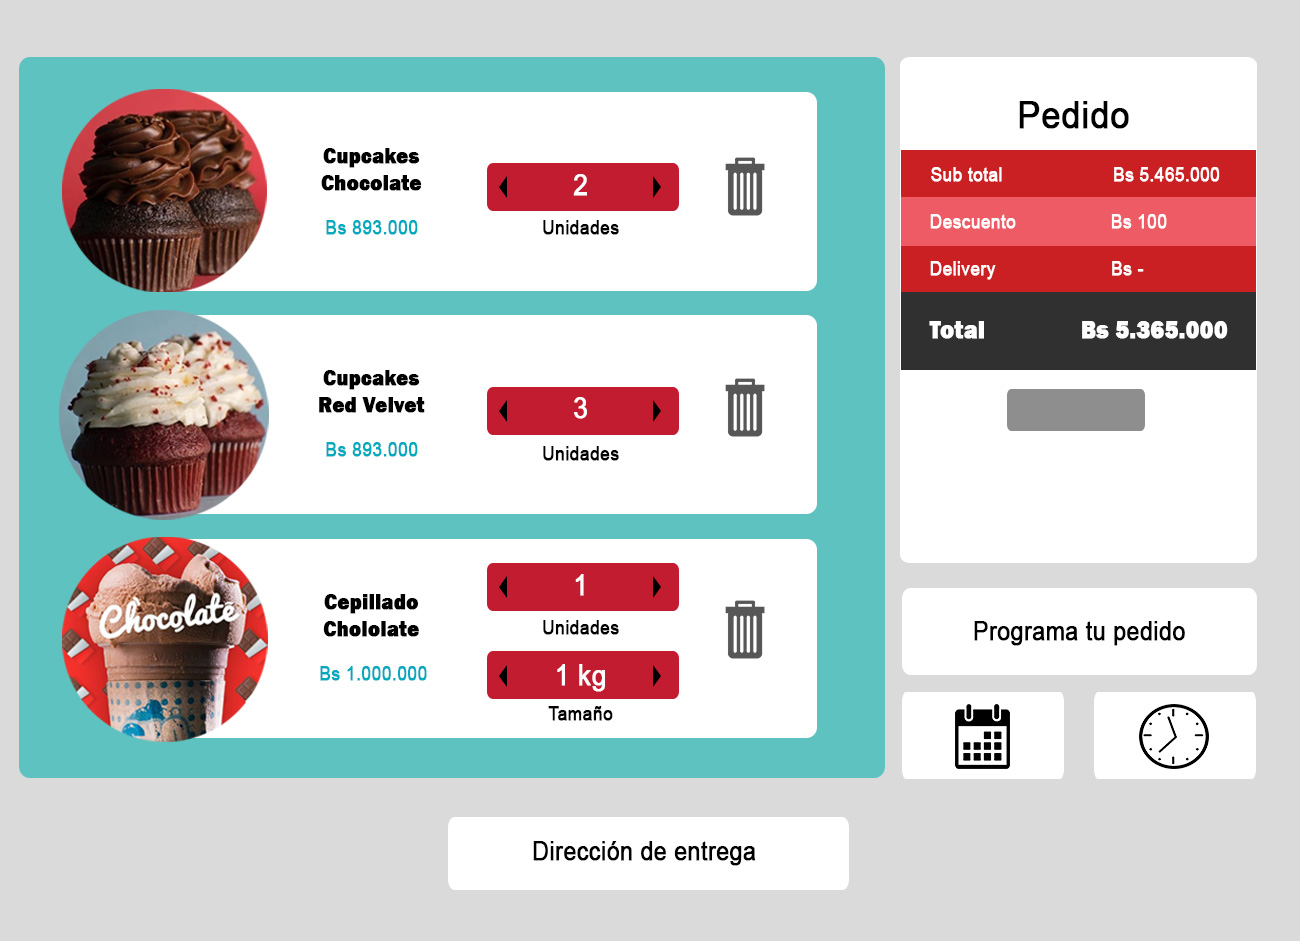 Cupcakes
Chocolate
Bs 893.000
2
Unidades
Cupcakes
Red Velvet
Bs 893.000
3
Unidades
Chocolate
Cepillado
Chololate
Bs 1.000.000
1
Unidades
1 kg
Tamaño
Pedido
Sub total Bs 5.465.000
Descuento Bs 100
Delivery Bs -
Total Bs 5.365.000
Programa tu pedido
Dirección de entrega